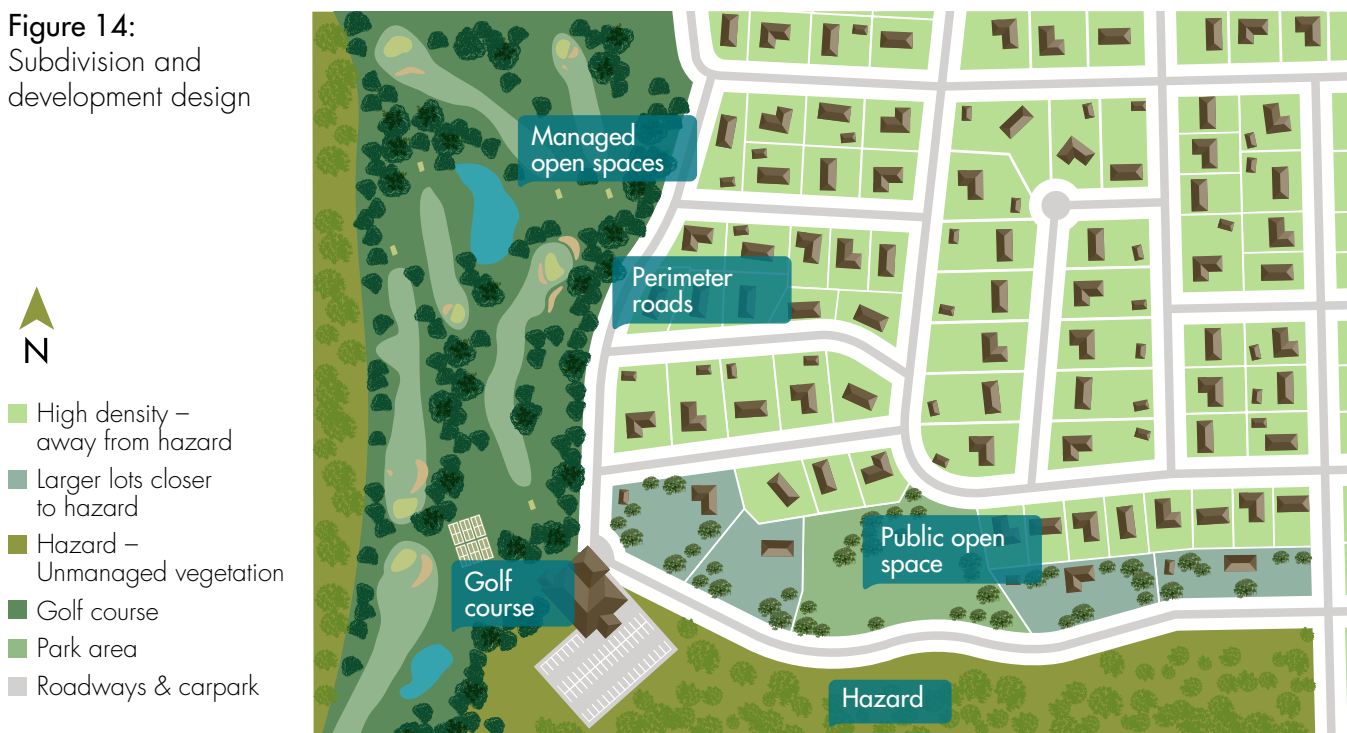 Figure 14:
Subdivision and
development design
N
High density –
away from hazard
Larger lots closer
to hazard
Hazard –
Unmanaged vegetation
Golf course
Park area
Roadways & carpark
Managed
open spaces
Perimeter
roads
Public open
space
Golf
course
Hazard